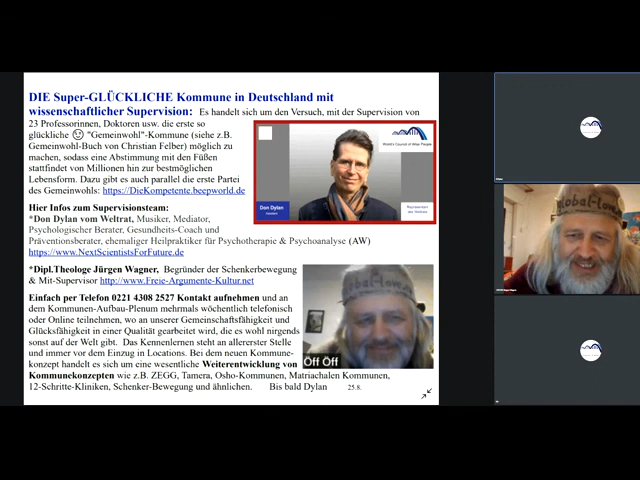 DIE Super-GLÜCKLICHE Kommune in Deutschland mit
wissenschaftlicher Supervision: Es handelt sich um den Versuch, mit der Supervision von
23 Professorinnen, Doktoren usw. die erste so
glückliche "Gemeinwohl"-Kommune (siehe z.B.
Gemeinwohl-Buch von Christian Felber) möglich zu
machen, sodass eine Abstimmung mit den Füßen
stattfindet von Millionen hin zur bestmöglichen
Lebensform. Dazu gibt es auch parallel die erste Partei
des Gemeinwohls: https://DieKompetente.beepworld.de
World's Council of Wise People
Don Dylan
Hier Infos zum Supervisionsteam:
*Don Dylan vom Weltrat, Musiker, Mediator,
Psychologischer Berater, Gesundheits-Coach und
Präventionsberater, ehemaliger Heilpraktiker für Psychotherapie & Psychoanalyse (AW)
https://www.NextScientistsForFuture.de
*Dipl.Theologe Jürgen Wagner, Begründer der Schenkerbewegung
& Mit-Supervisor http://www.Freie-Argumente-Kultur.net
Einfach per Telefon 0221 4308 2527 Kontakt aufnehmen und an
dem Kommunen-Aufbau-Plenum mehrmals wöchentlich telefonisch
oder Online teilnehmen, wo an unserer Gemeinschaftsfähigkeit und
Glücksfähigkeit in einer Qualität gearbeitet wird, die es wohl nirgends
sonst auf der Welt gibt. Das Kennenlernen steht an allererster Stelle
und immer vor dem Einzug in Locations. Bei dem neuen Kommune-
konzept handelt es sich um eine wesentliche Weiterentwicklung von
Kommunekonzepten wie z.B. ZEGG, Tamera, Osho-Kommunen, Matriachalen Kommunen,
12-Schritte-Kliniken, Schenker-Bewegung und ähnlichen. Bis bald Dylan 25.8.
Öff Öff
global-love